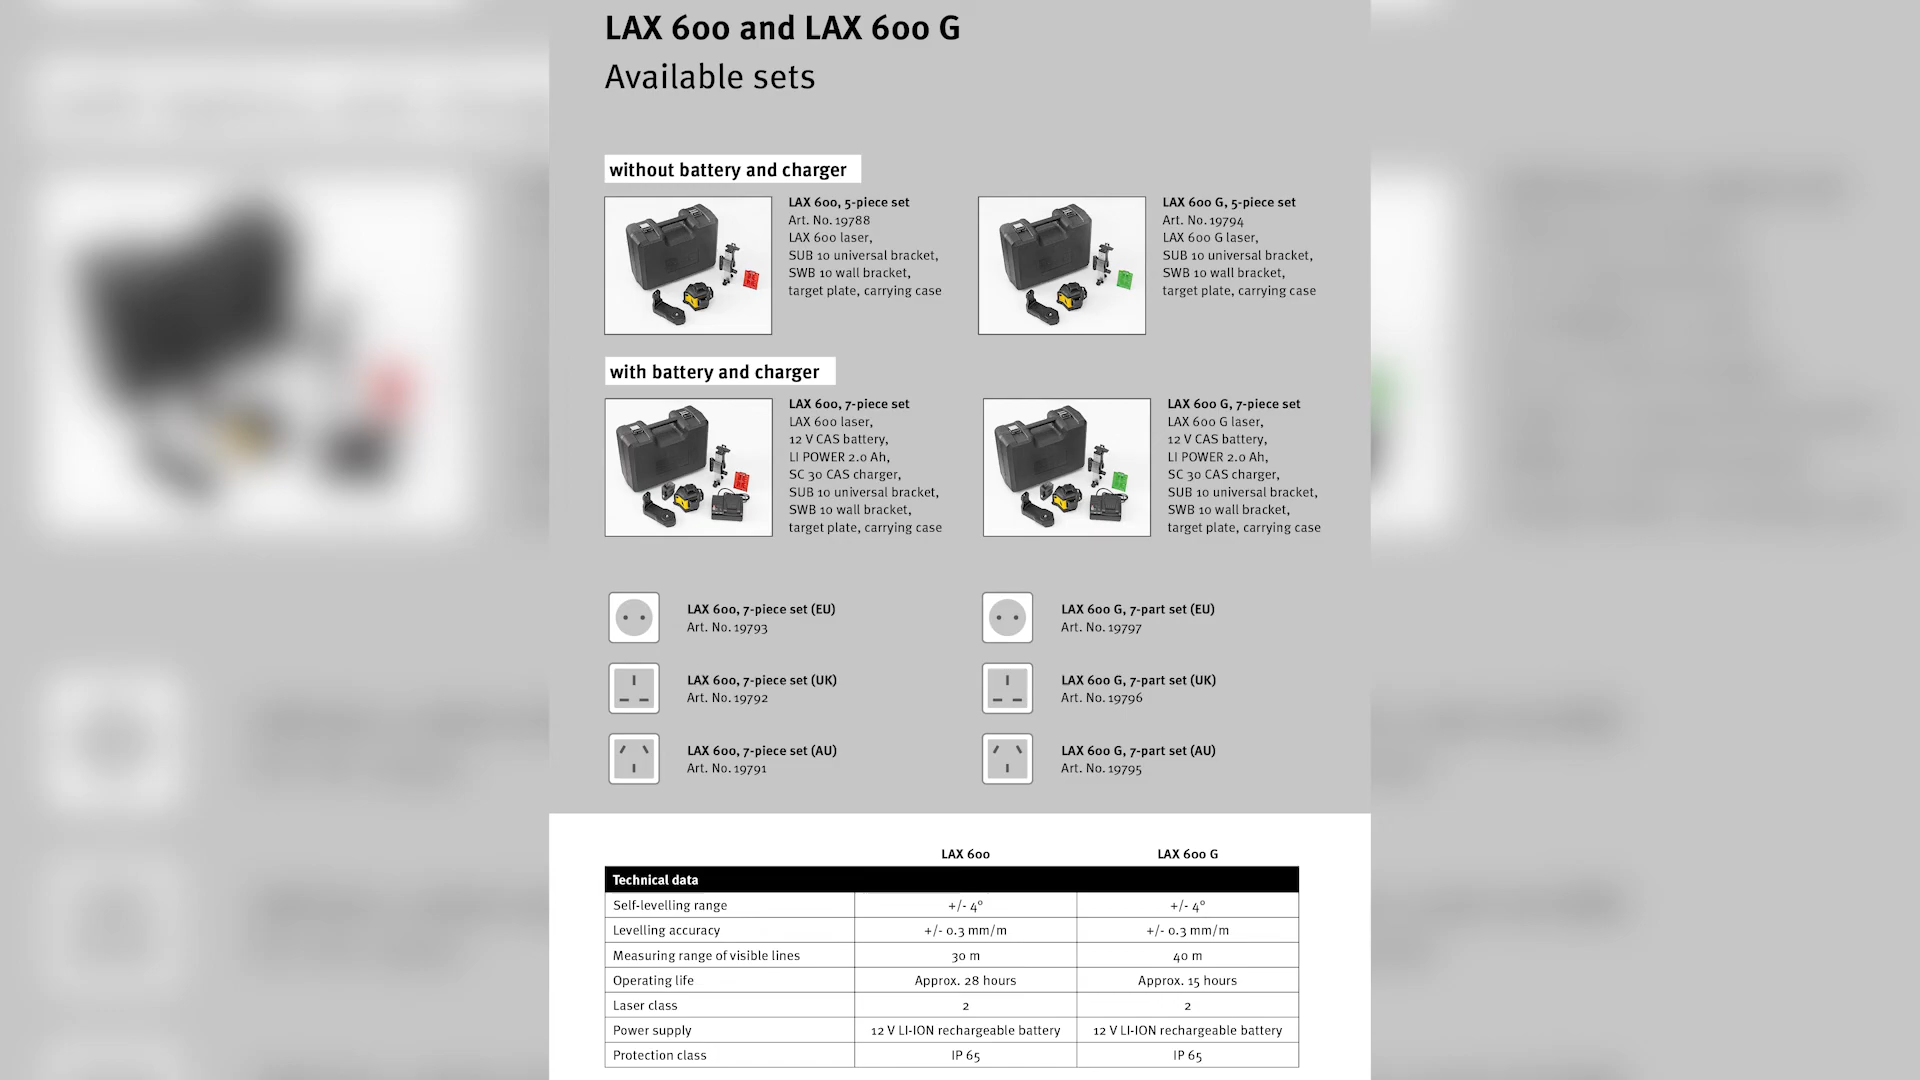 LAX 600 and LAX 600 G
Available sets
without battery and charger
LAX 600, 5-piece set
Art. No. 19788
LAX 600 laser,
SUB 10 universal bracket,
SWB 10 wall bracket,
target plate, carrying case
LAX 600 G, 5-piece set
Art. No. 19794
LAX 600 G laser,
SUB 10 universal bracket,
SWB 10 wall bracket,
target plate, carrying case
with battery and charger
LAX 600, 7-piece set
LAX 600 laser,
12 V CAS battery,
LI POWER 2.0 Ah,
SC 30 CAS charger,
SUB 10 universal bracket,
SWB 10 wall bracket,
target plate, carrying case
LAX 600 G, 7-piece set
LAX 600 G laser,
12 V CAS battery,
LI POWER 2.0 Ah,
SC 30 CAS charger,
SUB 10 universal bracket,
SWB 10 wall bracket,
target plate, carrying case
LAX 600, 7-piece set (EU)
Art. No. 19793
LAX 600 G, 7-part set (EU)
Art. No. 19797
LAX 600, 7-piece set (UK)
Art. No. 19792
LAX 600 G, 7-part set (UK)
Art. No. 19796
LAX 600, 7-piece set (AU)
Art. No. 19791
LAX 600 G, 7-part set (AU)
Art. No. 19795
LAX 600 LAX 600 G
Technical data
Self-levelling range +/- 4° +/- 4°
Levelling accuracy +/- 0.3 mm/m +/- 0.3 mm/m
Measuring range of visible lines 30 m 40 m
Operating life Approx. 28 hours Approx. 15 hours
Laser class 2 2
Power supply 12 V LI-ION rechargeable battery 12 V LI-ION rechargeable battery
Protection class IP 65 IP 65